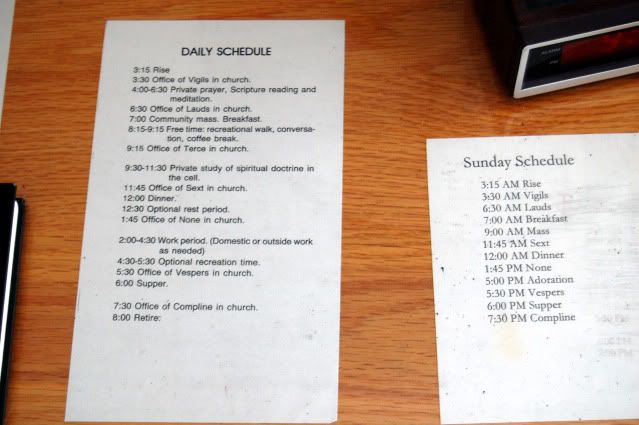 DAILY SCHEDULE
3:15 Rise
3:30 Office of Vigils in church.
4:00-6:30 Private prayer, Scripture reading and
meditation.
6:30 Office of Lauds in church.
7:00 Community mass. Breakfast.
8:15-9:15 Free time: recreational walk, conversa-
tion, coffee break.
9:15 Office of Terce in church.
9:30-11:30 Private study of spiritual doctrine in
the cell.
11:45 Office of Sext in church.
12:00 Dinner.
12:30 Optional rest period.
1:45 Office of None in church.
2:00-4:30 Work period. (Domestic or outside work
as needed)
4:30-5:30 Optional recreation time.
5:30 Office of Vespers in church.
6:00 Supper.
7:30 Office of Compline in church.
8:00 Retire.
ALARM
PM
Sunday Schedule
3:15 AM Rise
3:30 AM Vigils
6:30 AM Lauds
7:00 AM Breakfast
9:00 AM Mass
11:45 AM Sext
12:00 AM Dinner
1:45 PM None
5:00 PM Adoration
5:30 PM Vespers
6:00 PM Supper
7:30 PM Compline